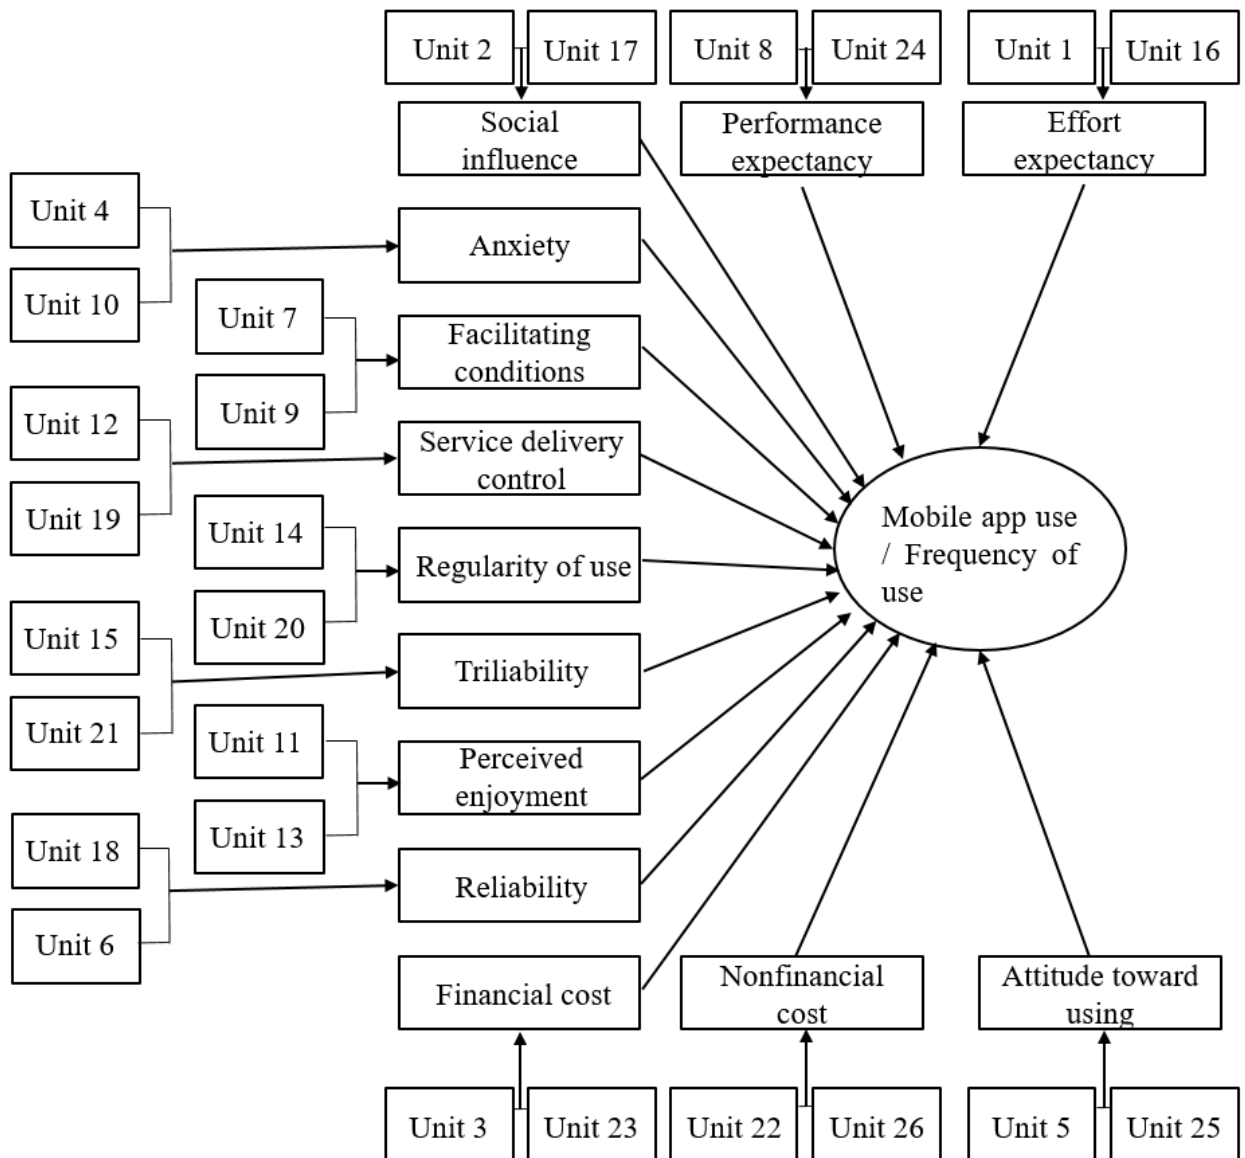 Unit 2
Unit 17
Unit 8
Unit 24
Unit 1
Unit 16
Social
influence
Performance
expectancy
Effort
expectancy
Unit 4
Unit 10
Anxiety
Unit 7
Unit 9
Facilitating
conditions
Unit 12
Unit 19
Service delivery
control
Unit 14
Unit 20
Regularity of use
Mobile app use
/ Frequency of
use
Unit 15
Unit 21
Triliability
Unit 11
Unit 13
Perceived
enjoyment
Unit 18
Unit 6
Reliability
Financial cost
Nonfinancial
cost
Attitude toward
using
Unit 3
Unit 23
Unit 22
Unit 26
Unit 5
Unit 25